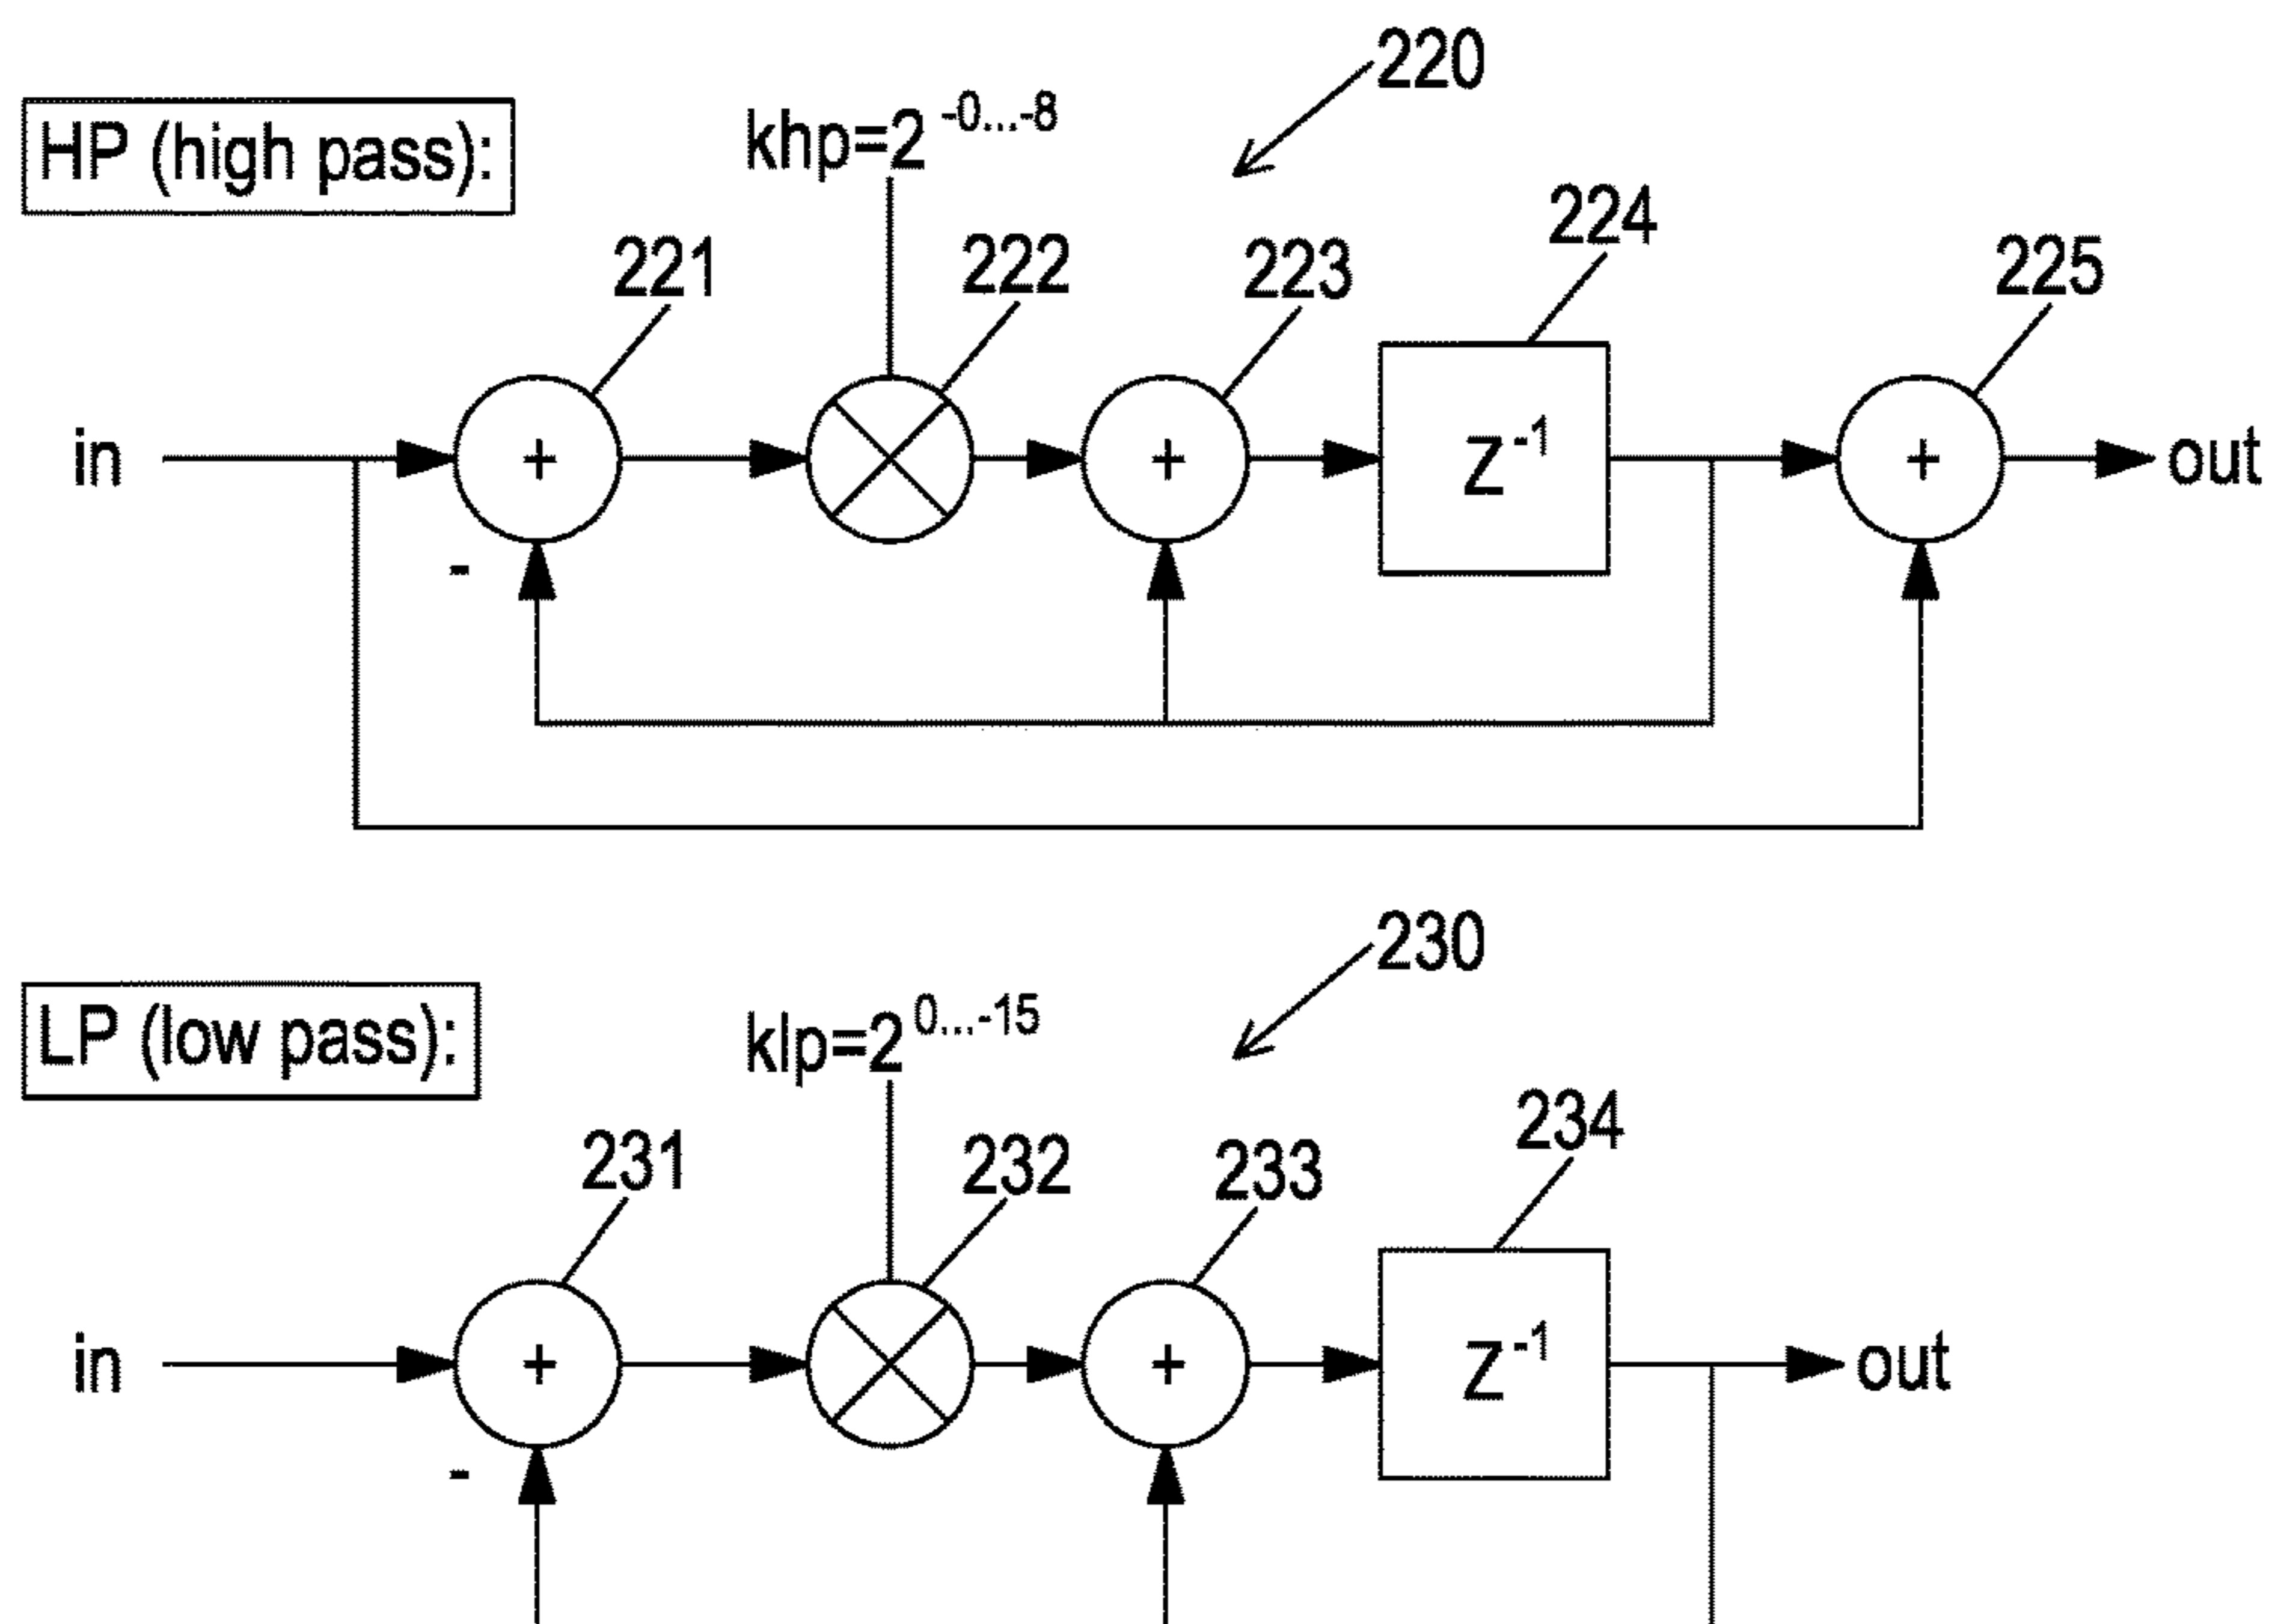 220
HP (high pass):
khp=2^-0...-8
221
222
223
224
225
in
+
+
Z^-1
+
out
-
230
LP (low pass):
klp=2^0...-15
231
232
233
234
in
+
+
Z^-1
out
-